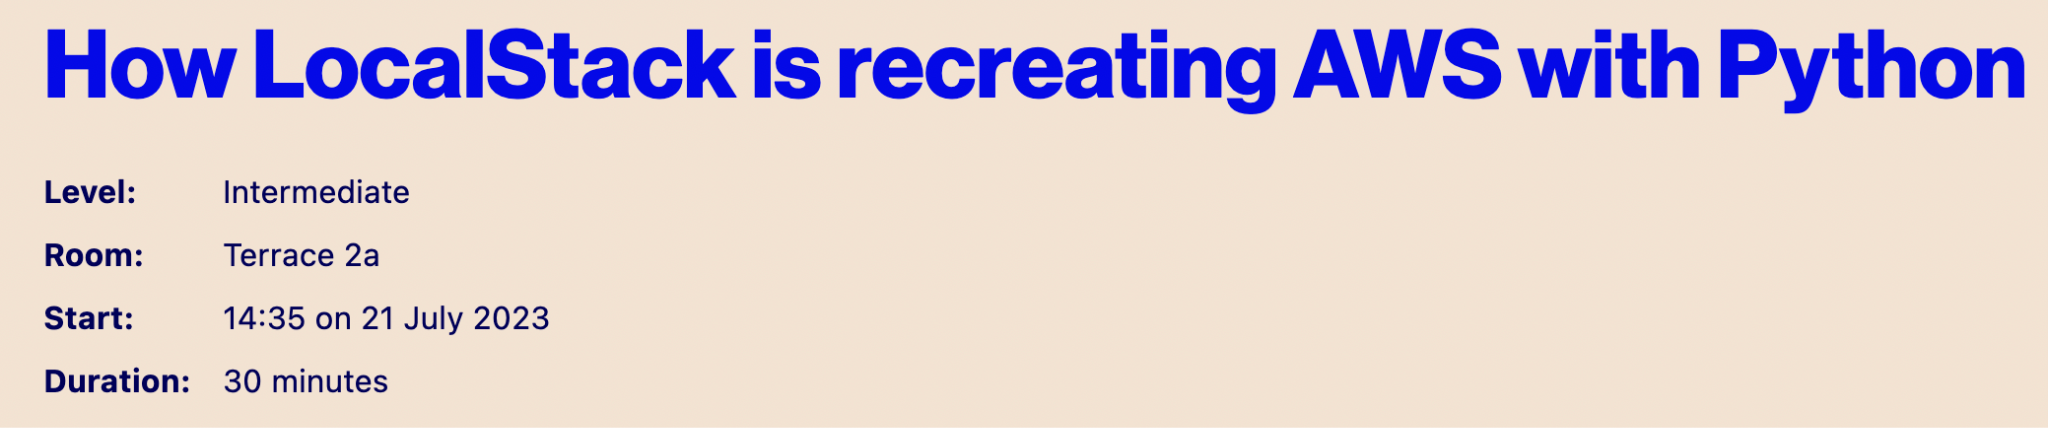 How LocalStack is recreating AWS with Python
Level: Intermediate
Room: Terrace 2a
Start: 14:35 on 21 July 2023
Duration: 30 minutes